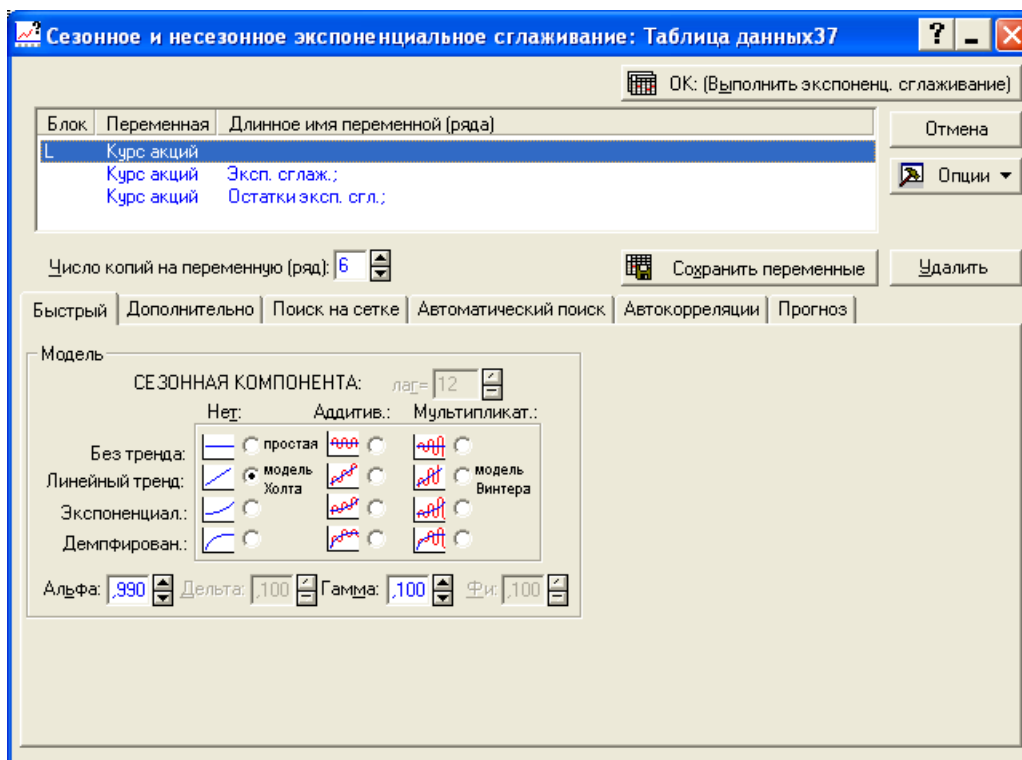 Сезонное и несезонное экспоненциальное сглаживание: Таблица данных37
ОК: (Выполнить экспоненц. сглаживание)
Блок Переменная Длинное имя переменной (ряда)
L Курс акций
Курс акций Эксп. сглаж.;
Курс акций Остатки эксп. сгл.;
Отмена
Опции
Число копий на переменную (ряд): 6
Сохранить переменные
Удалить
Быстрый Дополнительно Поиск на сетке Автоматический поиск Автокорреляции Прогноз
Модель
СЕЗОННАЯ КОМПОНЕНТА: лаг= 12
Нет: Аддитив.: Мультипликат.:
Без тренда: простая
Линейный тренд: модель Холта модель Винтера
Экспоненциал.:
Демпфирован.:
Альфа: ,990 Дельта: ,100 Гамма: ,100 Фи: ,100